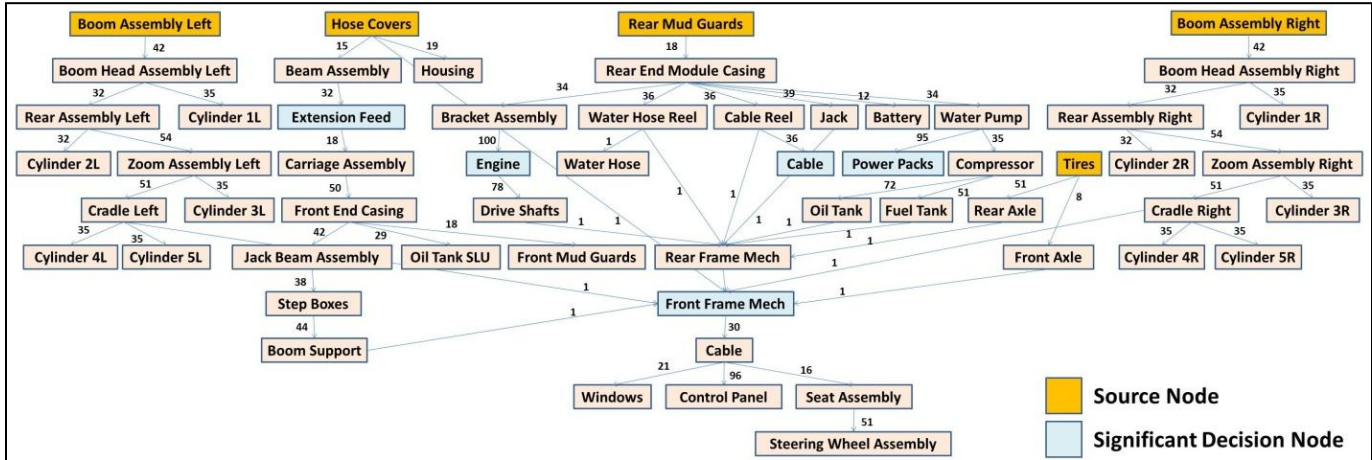 Boom Assembly Left Hose Covers Rear Mud Guards Boom Assembly Right
42 15 19 18 42
Boom Head Assembly Left Beam Assembly Housing Rear End Module Casing Boom Head Assembly Right
32 35 32 34 36 36 39 12 34 32 35
Rear Assembly Left Cylinder 1L Extension Feed Bracket Assembly Water Hose Reel Cable Reel Jack Battery Water Pump Rear Assembly Right Cylinder 1R
32 54 18 100 1 36 95 35 32 54
Cylinder 2L Zoom Assembly Left Carriage Assembly Engine Water Hose Cable Power Packs Compressor Tires Cylinder 2R Zoom Assembly Right
51 35 50 78 1 1 72 51 51 8 51 35
Cradle Left Cylinder 3L Front End Casing Drive Shafts Oil Tank Fuel Tank Rear Axle Cradle Right Cylinder 3R
35 35 42 29 18 1 1 1 1 1 1 35 35
Cylinder 4L Cylinder 5L Jack Beam Assembly Oil Tank SLU Front Mud Guards Rear Frame Mech Front Axle Cylinder 4R Cylinder 5R
38 1 1 1
Step Boxes Front Frame Mech
44 1 30
Boom Support Cable
21 96 16
Windows Control Panel Seat Assembly Source Node
51
Steering Wheel Assembly Significant Decision Node